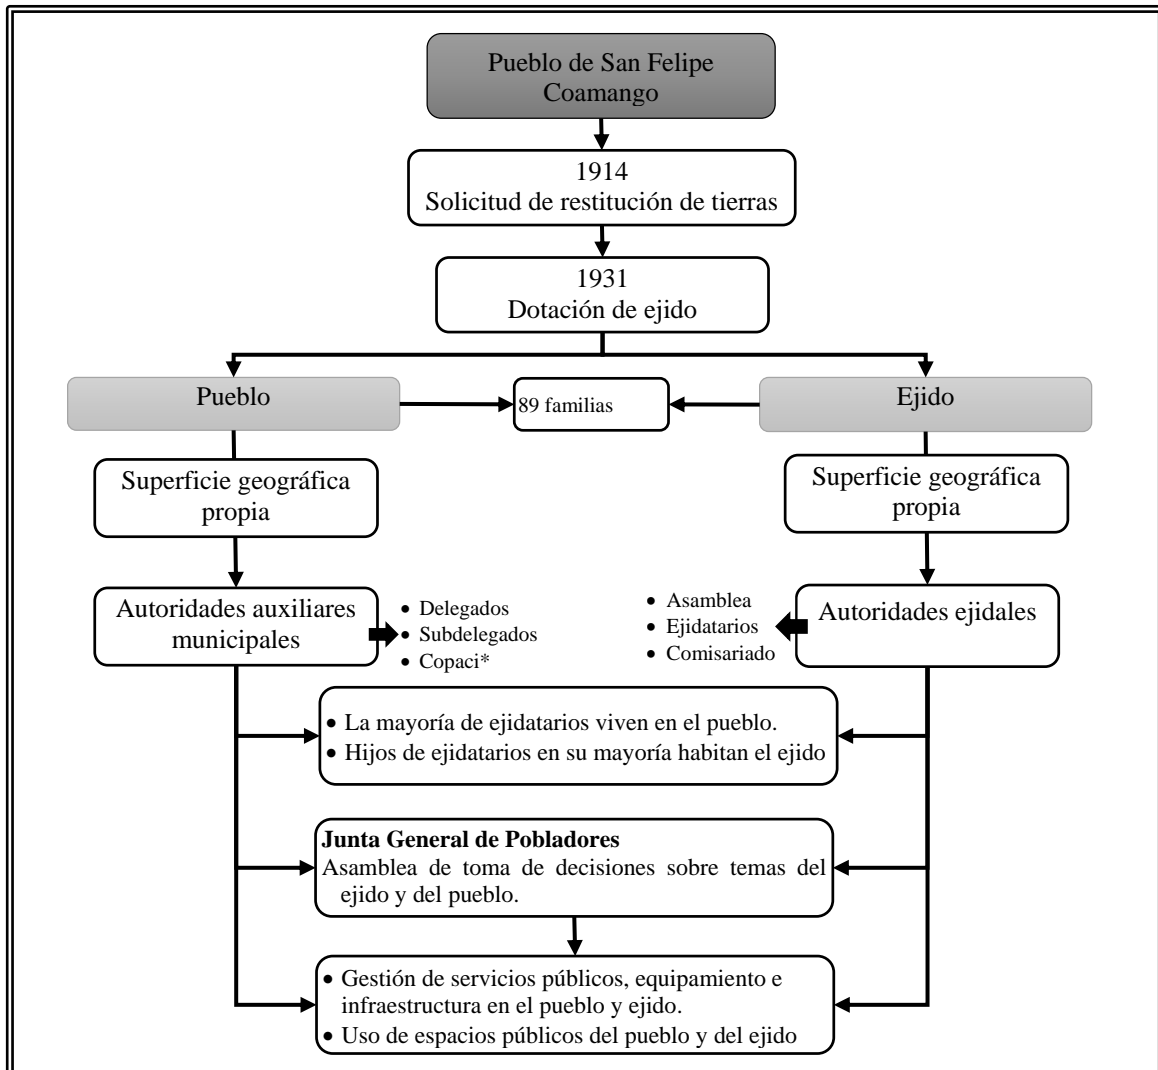 Pueblo de San Felipe
Coamango
1914
Solicitud de restitución de tierras
1931
Dotación de ejido
Pueblo
89 familias
Ejido
Superficie geográfica
propia
Superficie geográfica
propia
Autoridades auxiliares
municipales
• Delegados
• Subdelegados
• Copaci*
• Asamblea
• Ejidatarios
• Comisariado
Autoridades ejidales
• La mayoría de ejidatarios viven en el pueblo.
• Hijos de ejidatarios en su mayoría habitan el ejido
Junta General de Pobladores
Asamblea de toma de decisiones sobre temas del
ejido y del pueblo.
• Gestión de servicios públicos, equipamiento e
infraestructura en el pueblo y ejido.
• Uso de espacios públicos del pueblo y del ejido